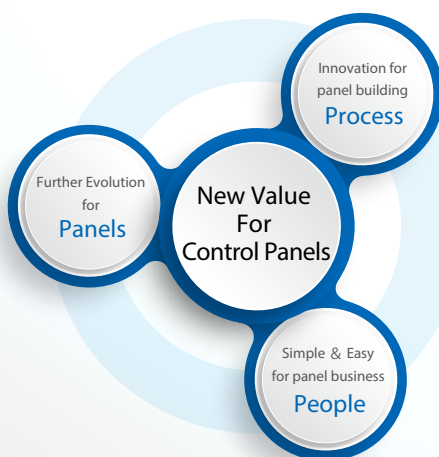 Innovation for
panel building
Process
Further Evolution
for
Panels
New Value
For
Control Panels
Simple & Easy
for panel business
People